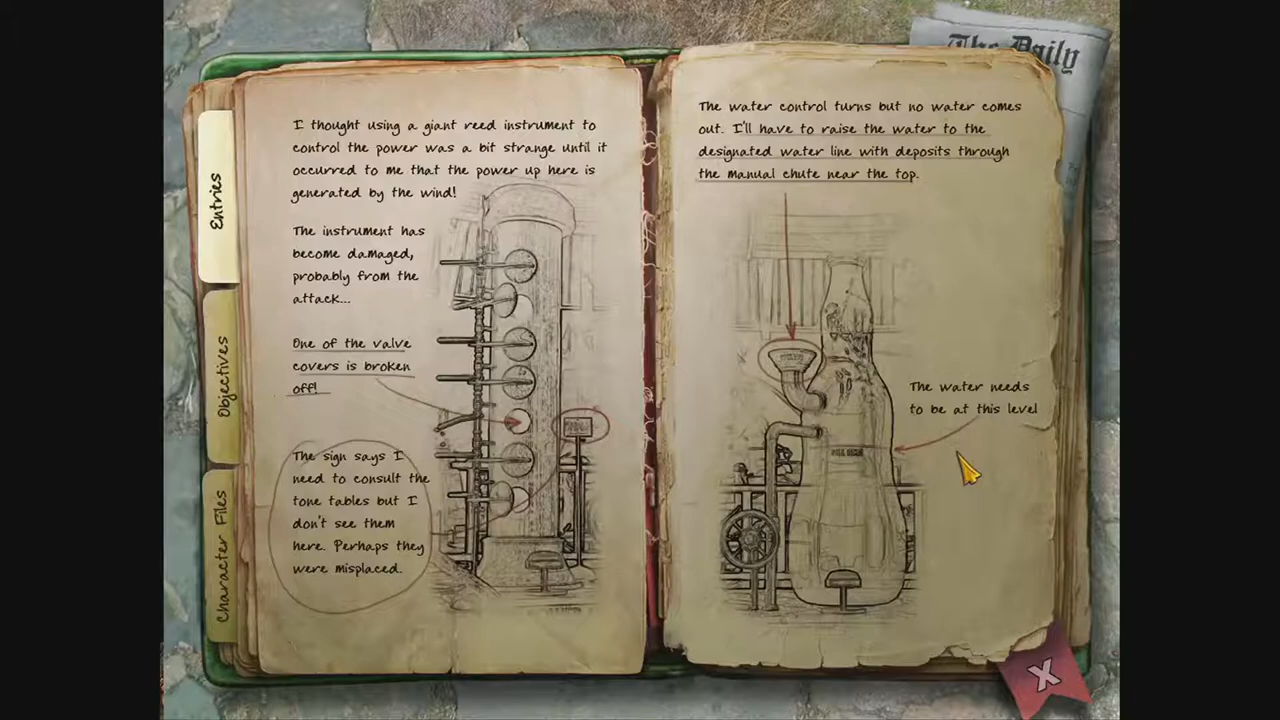 The Daily
Entries
Objectives
Character Files
I thought using a giant reed instrument to
control the power was a bit strange until it
occurred to me that the power up here is
generated by the wind!
The instrument has
become damaged,
probably from the
attack...
One of the valve
covers is broken
off!
The sign says I
need to consult the
tone tables but I
don't see them
here. Perhaps they
were misplaced.
The water control turns but no water comes
out. I'll have to raise the water to the
designated water line with deposits through
the manual chute near the top.
The water needs
to be at this level
X